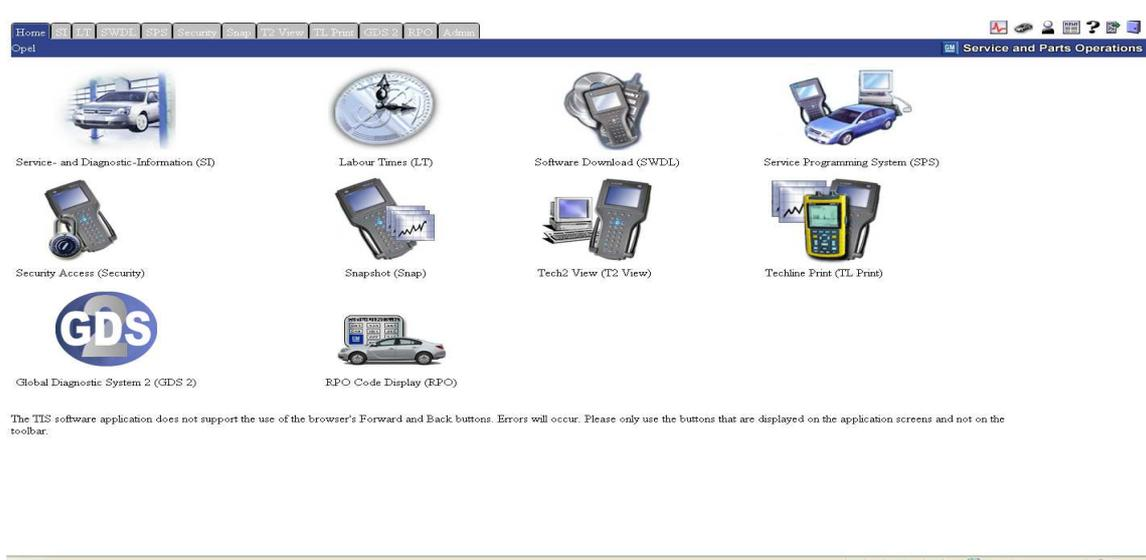 Home SI LT SWDL SPS Security Snap T2 View TL Print GDS 2 RPO Admin
Opel
GM Service and Parts Operations
Service- and Diagnostic-Information (SI) Labour Times (LT) Software Download (SWDL) Service Programming System (SPS)
Security Access (Security) Snapshot (Snap) Tech2 View (T2 View) Techline Print (TL Print)
GDS 2
Global Diagnostic System 2 (GDS 2) RPO Code Display (RPO)
The TIS software application does not support the use of the browser's Forward and Back buttons. Errors will occur. Please only use the buttons that are displayed on the application screens and not on the
toolbar.